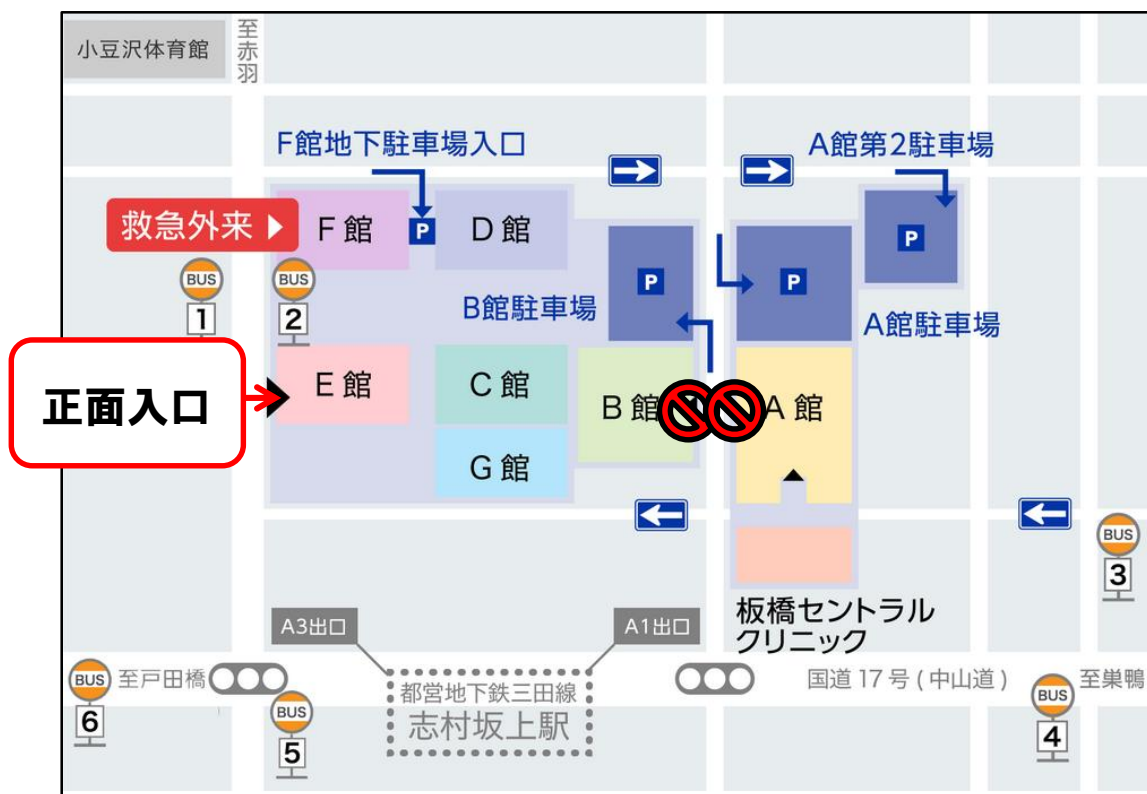 小豆沢体育館
至赤羽
F館地下駐車場入口
A館第2駐車場
救急外来
F館
P
D館
P
P
P
BUS
1
BUS
2
B館駐車場
A館駐車場
正面入口
E館
C館
B館
A館
G館
BUS
3
A3出口
A1出口
板橋セントラル
クリニック
BUS
6
至戸田橋
都営地下鉄三田線
志村坂上駅
国道17号(中山道)
至巣鴨
BUS
5
BUS
4